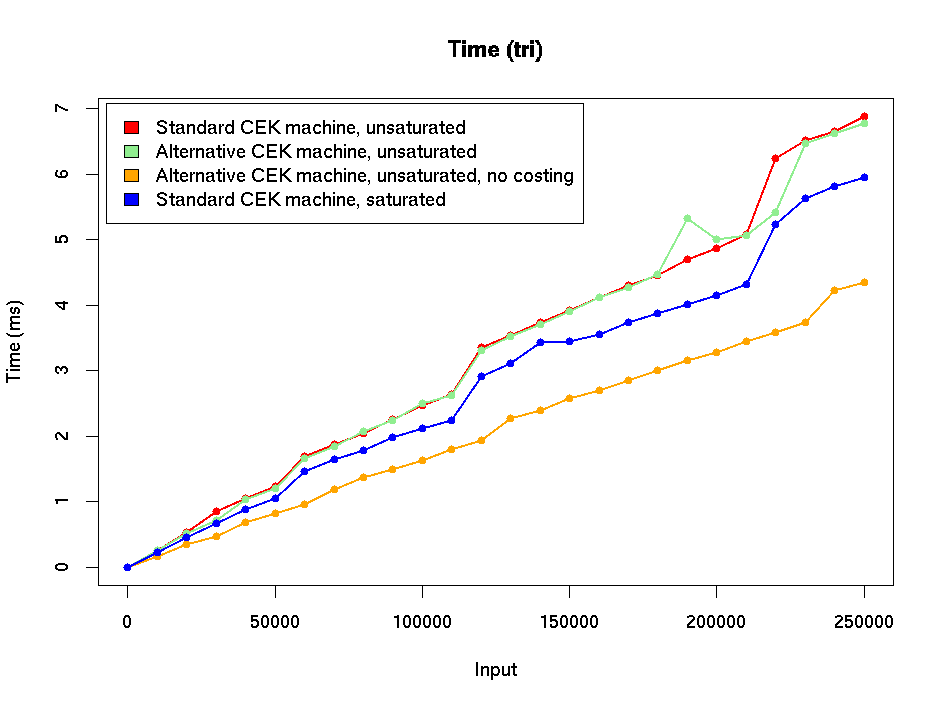 Time (tri)
Standard CEK machine, unsaturated
Alternative CEK machine, unsaturated
Alternative CEK machine, unsaturated, no costing
Standard CEK machine, saturated
7
6
5
4
3
2
1
0
Time (ms)
0 50000 100000 150000 200000 250000
Input